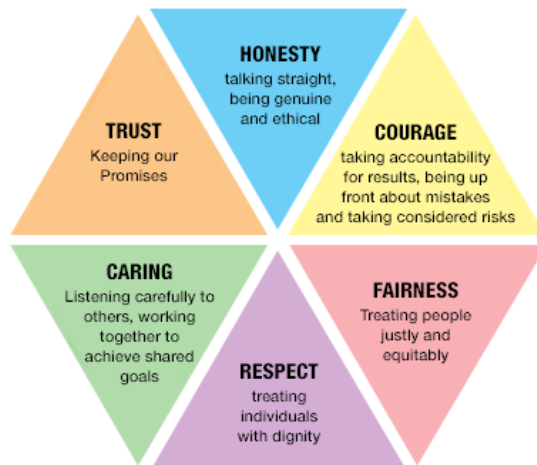 HONESTY
talking straight,
being genuine
and ethical
TRUST
Keeping our
Promises
COURAGE
taking accountability
for results, being up
front about mistakes
and taking considered risks
CARING
Listening carefully to
others, working
together to
achieve shared
goals
RESPECT
treating
individuals
with dignity
FAIRNESS
Treating people
justly and
equitably